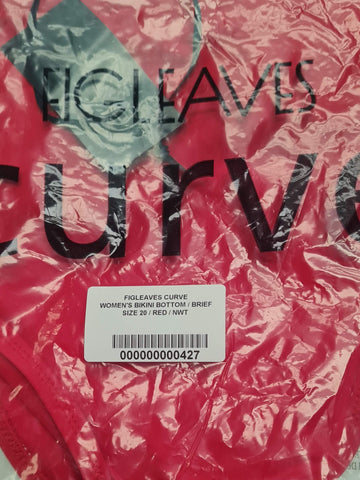 FIGLEAVES
curve
FIGLEAVES CURVE
WOMEN'S BIKINI BOTTOM / BRIEF
SIZE 20 / RED / NWT
000000000427